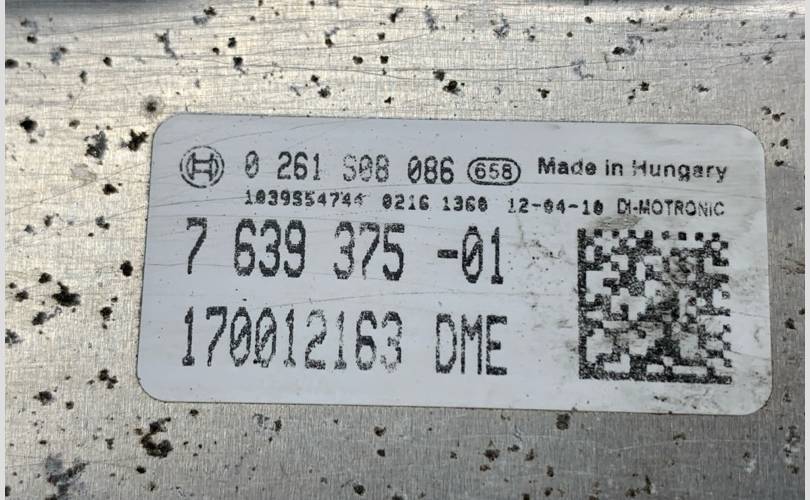 0 261 S08 086 658 Made in Hungary
1039S54744 0216 1360 12-04-10 DI-MOTRONIC
7 639 375 -01
170012163 DME